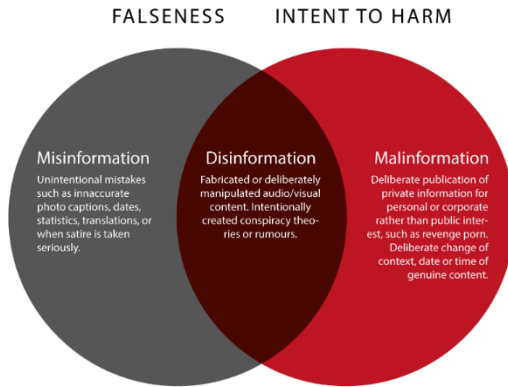 FALSENESS
INTENT TO HARM
Misinformation
Unintentional mistakes
such as innaccurate
photo captions, dates,
statistics, translations, or
when satire is taken
seriously.
Disinformation
Fabricated or deliberately
manipulated audio/visual
content. Intentionally
created conspiracy theo-
ries or rumours.
Malinformation
Deliberate publication of
private information for
personal or corporate
rather than public inter-
est, such as revenge porn.
Deliberate change of
context, date or time of
genuine content.